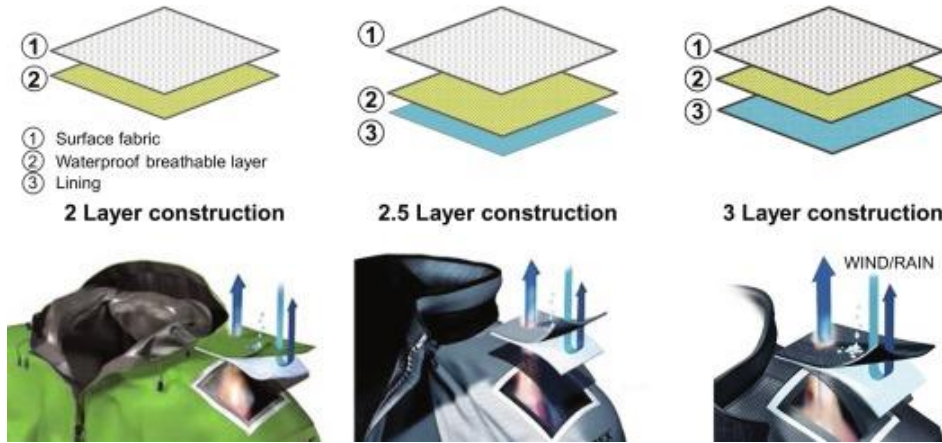 1
2
1 Surface fabric
2 Waterproof breathable layer
3 Lining
2 Layer construction
1
2
3
2.5 Layer construction
1
2
3
3 Layer construction
WIND/RAIN